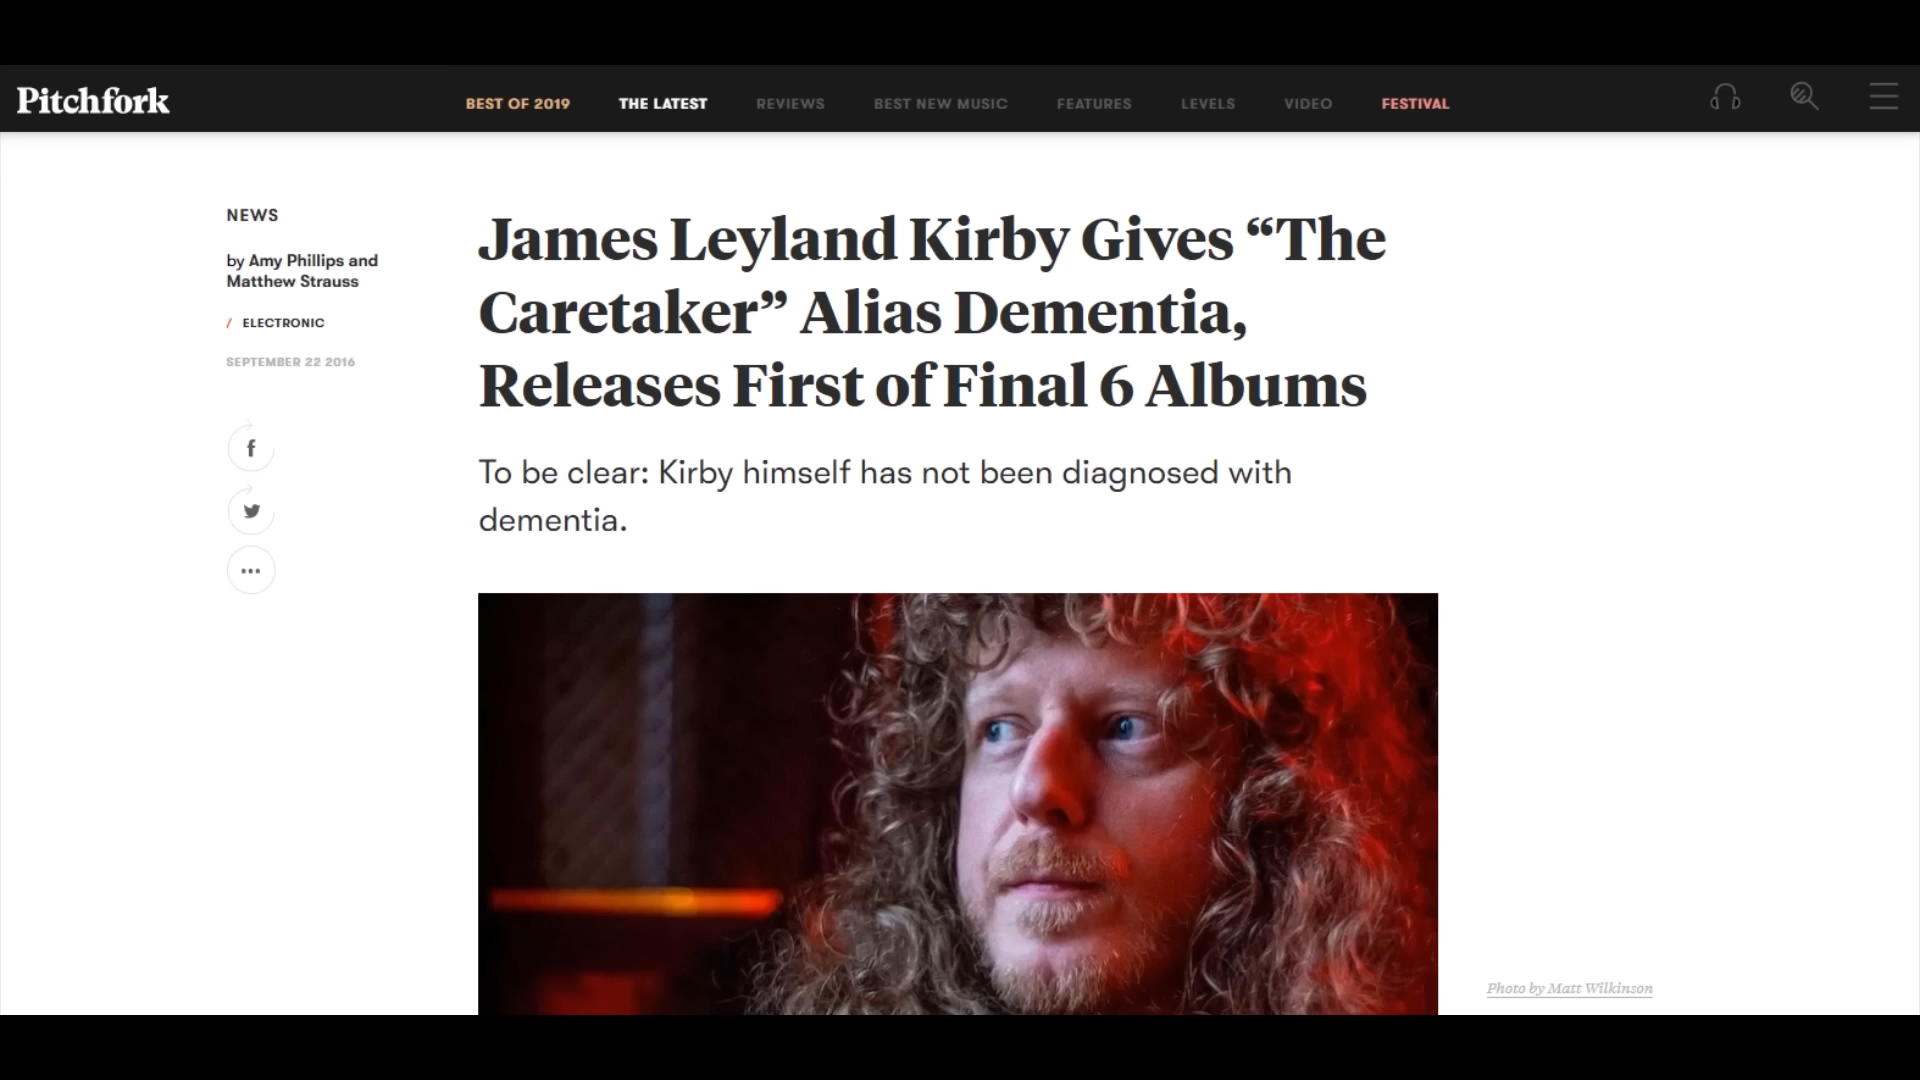 Pitchfork
BEST OF 2019
THE LATEST
REVIEWS
BEST NEW MUSIC
FEATURES
LEVELS
VIDEO
FESTIVAL
NEWS
by Amy Phillips and
Matthew Strauss
/ ELECTRONIC
SEPTEMBER 22 2016
James Leyland Kirby Gives “The
Caretaker” Alias Dementia,
Releases First of Final 6 Albums
To be clear: Kirby himself has not been diagnosed with
dementia.
Photo by Matt Wilkinson